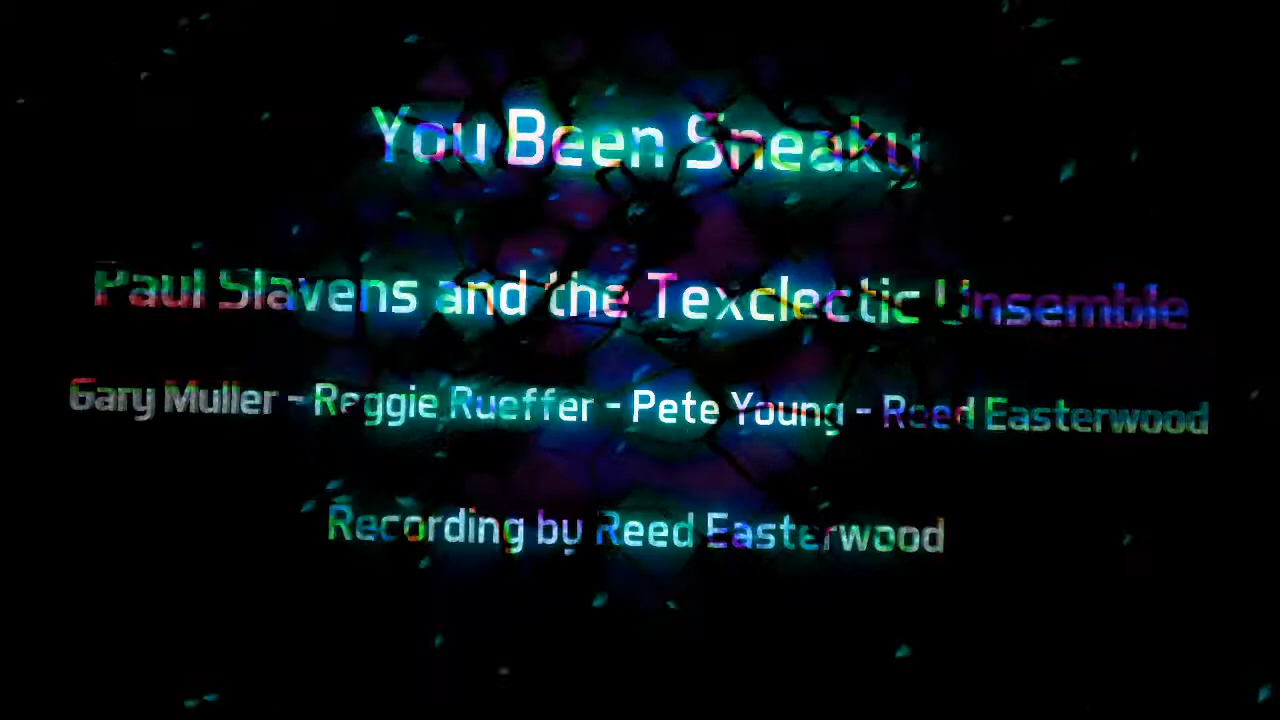 You Been Sneaky
Paul Slavens and the Texclectic Unsemble
Gary Muller - Reggie Rueffer - Pete Young - Reed Easterwood
Recording by Reed Easterwood